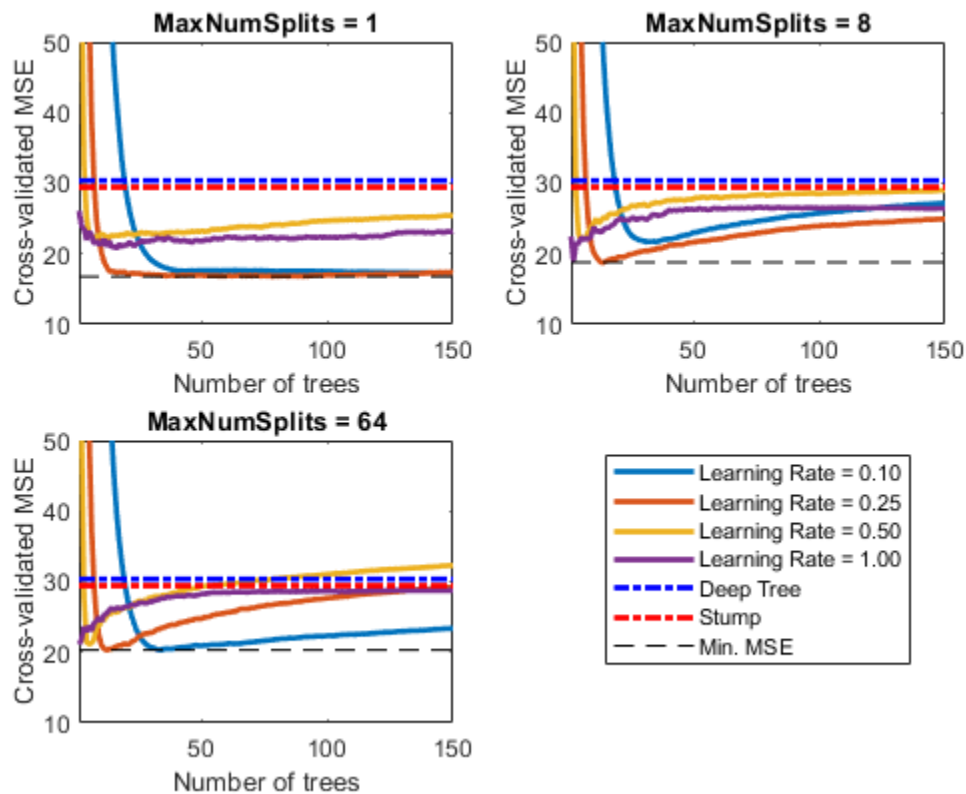 MaxNumSplits = 1
50
40
30
20
10
Cross-validated MSE
50
100
150
Number of trees
MaxNumSplits = 8
50
40
30
20
10
Cross-validated MSE
50
100
150
Number of trees
MaxNumSplits = 64
50
40
30
20
10
Cross-validated MSE
50
100
150
Number of trees
Learning Rate = 0.10
Learning Rate = 0.25
Learning Rate = 0.50
Learning Rate = 1.00
Deep Tree
Stump
Min. MSE